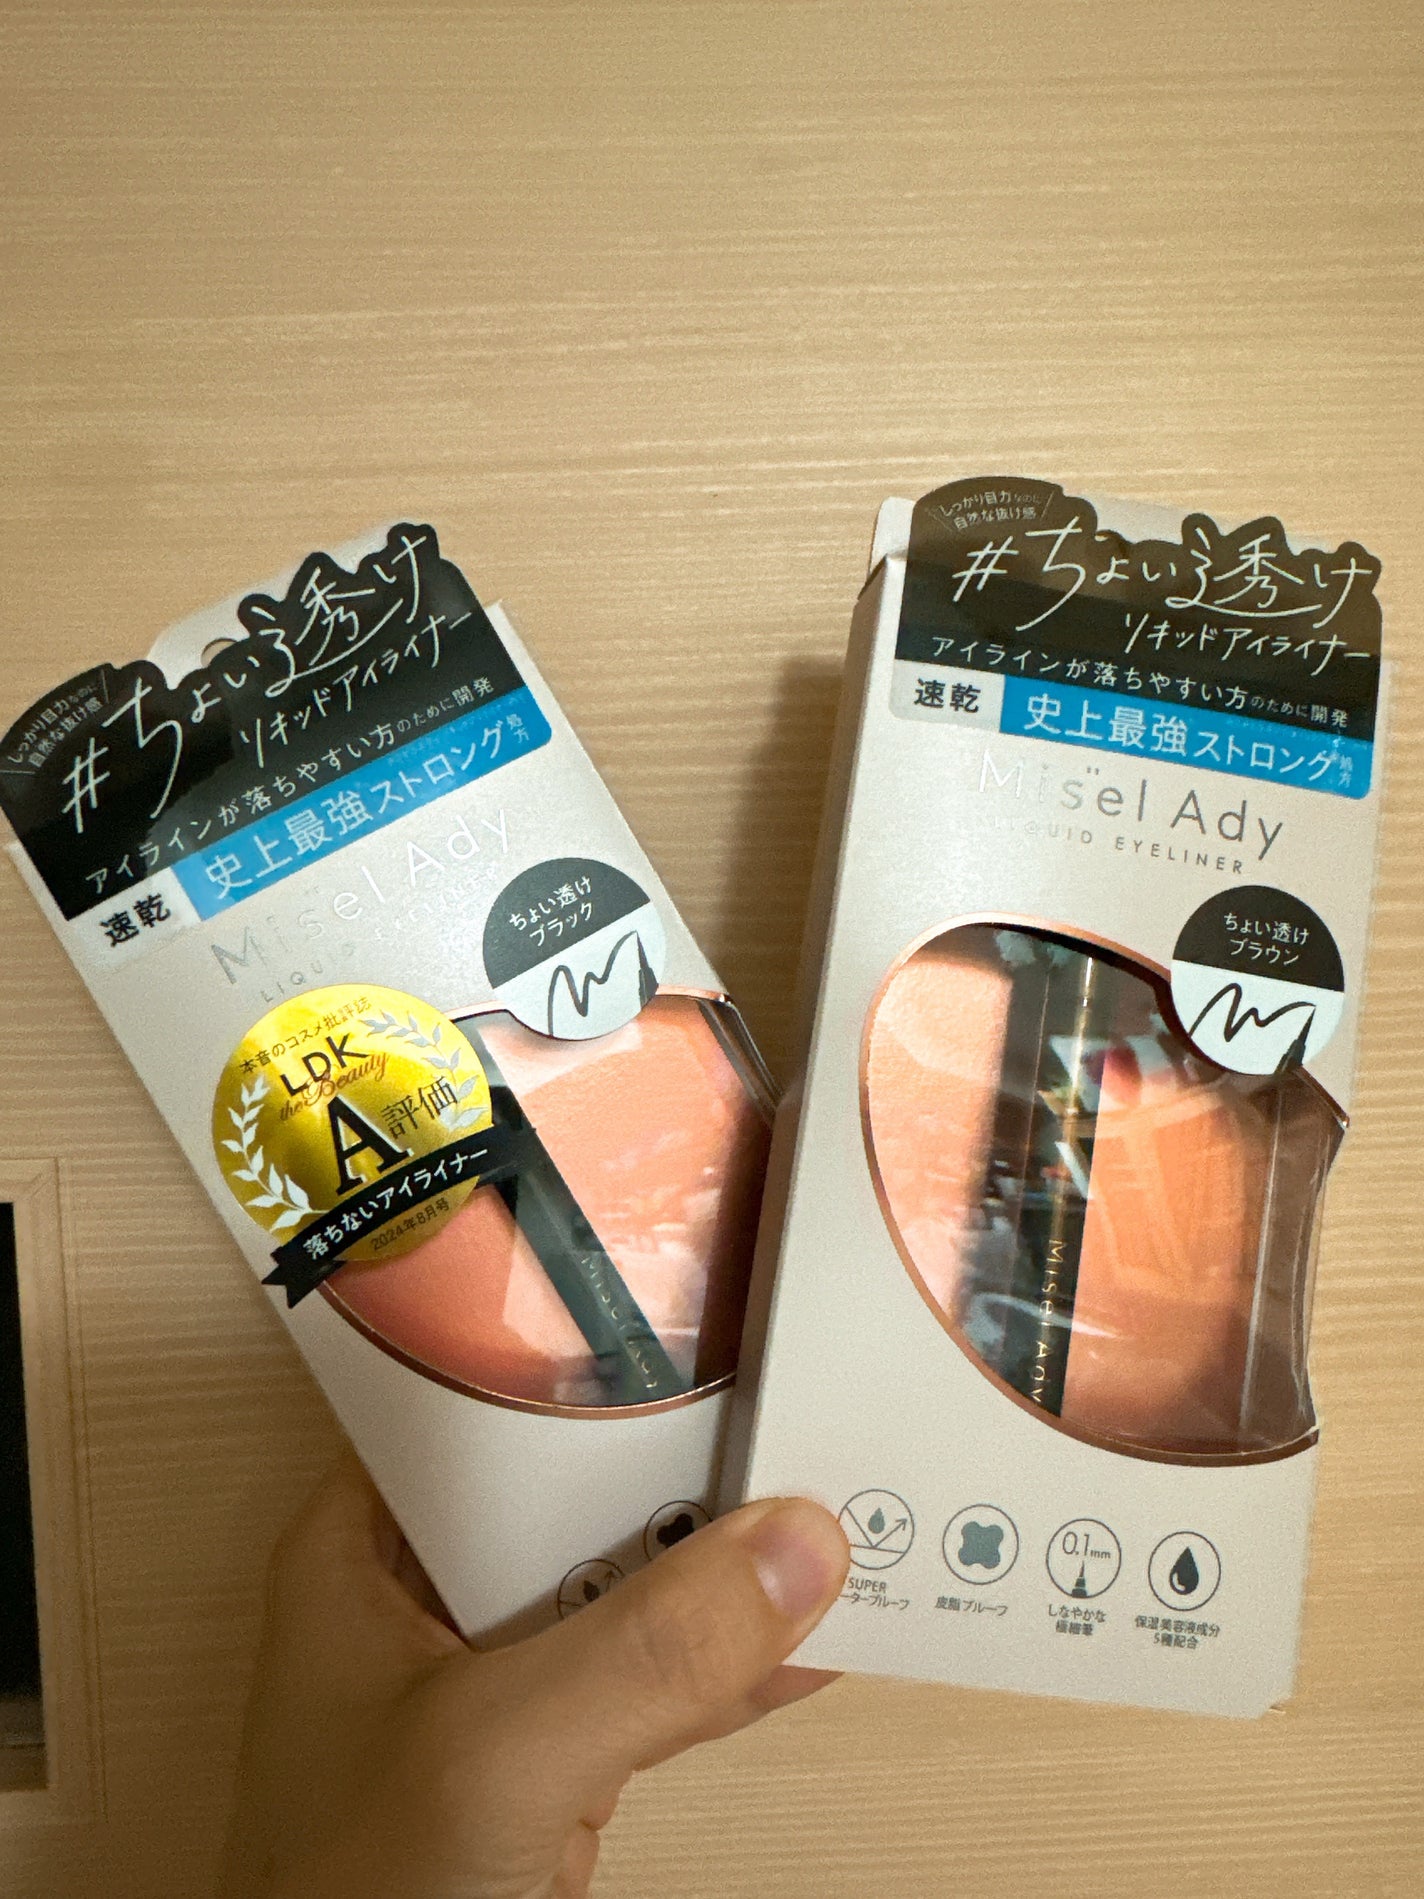 しっかり目力なのに
自然な抜け感
#ちょい透け
リキッドアイライナー
アイラインが落ちやすい方のために開発
速乾 史上最強ストロング処方
Misel Ady
LIQUID EYELINER
ちょい透け
ブラック
本音のコスメ批評誌
LDK
the Beauty
A評価
落ちないアイライナー
2024年8月号
しっかり目力なのに
自然な抜け感
#ちょい透け
リキッドアイライナー
アイラインが落ちやすい方のために開発
速乾 史上最強ストロング処方
Misel Ady
LIQUID EYELINER
ちょい透け
ブラウン
Misel Ady
SUPER
ータープルーフ
皮脂プルーフ
0.1mm
しなやかな
極細筆
保湿美容液成分
5種配合